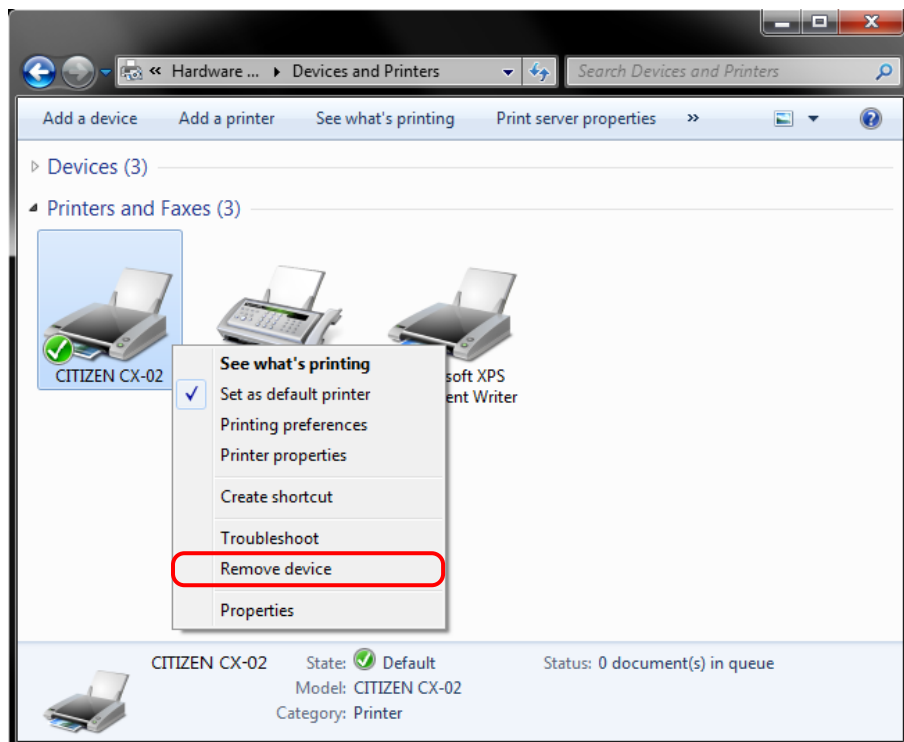 « Hardware ... ▸ Devices and Printers
Search Devices and Printers
Add a device Add a printer See what's printing Print server properties »
Devices (3)
Printers and Faxes (3)
CITIZEN CX-02
soft XPS
ent Writer
See what's printing
Set as default printer
Printing preferences
Printer properties
Create shortcut
Troubleshoot
Remove device
Properties
CITIZEN CX-02 State: Default Status: 0 document(s) in queue
Model: CITIZEN CX-02
Category: Printer